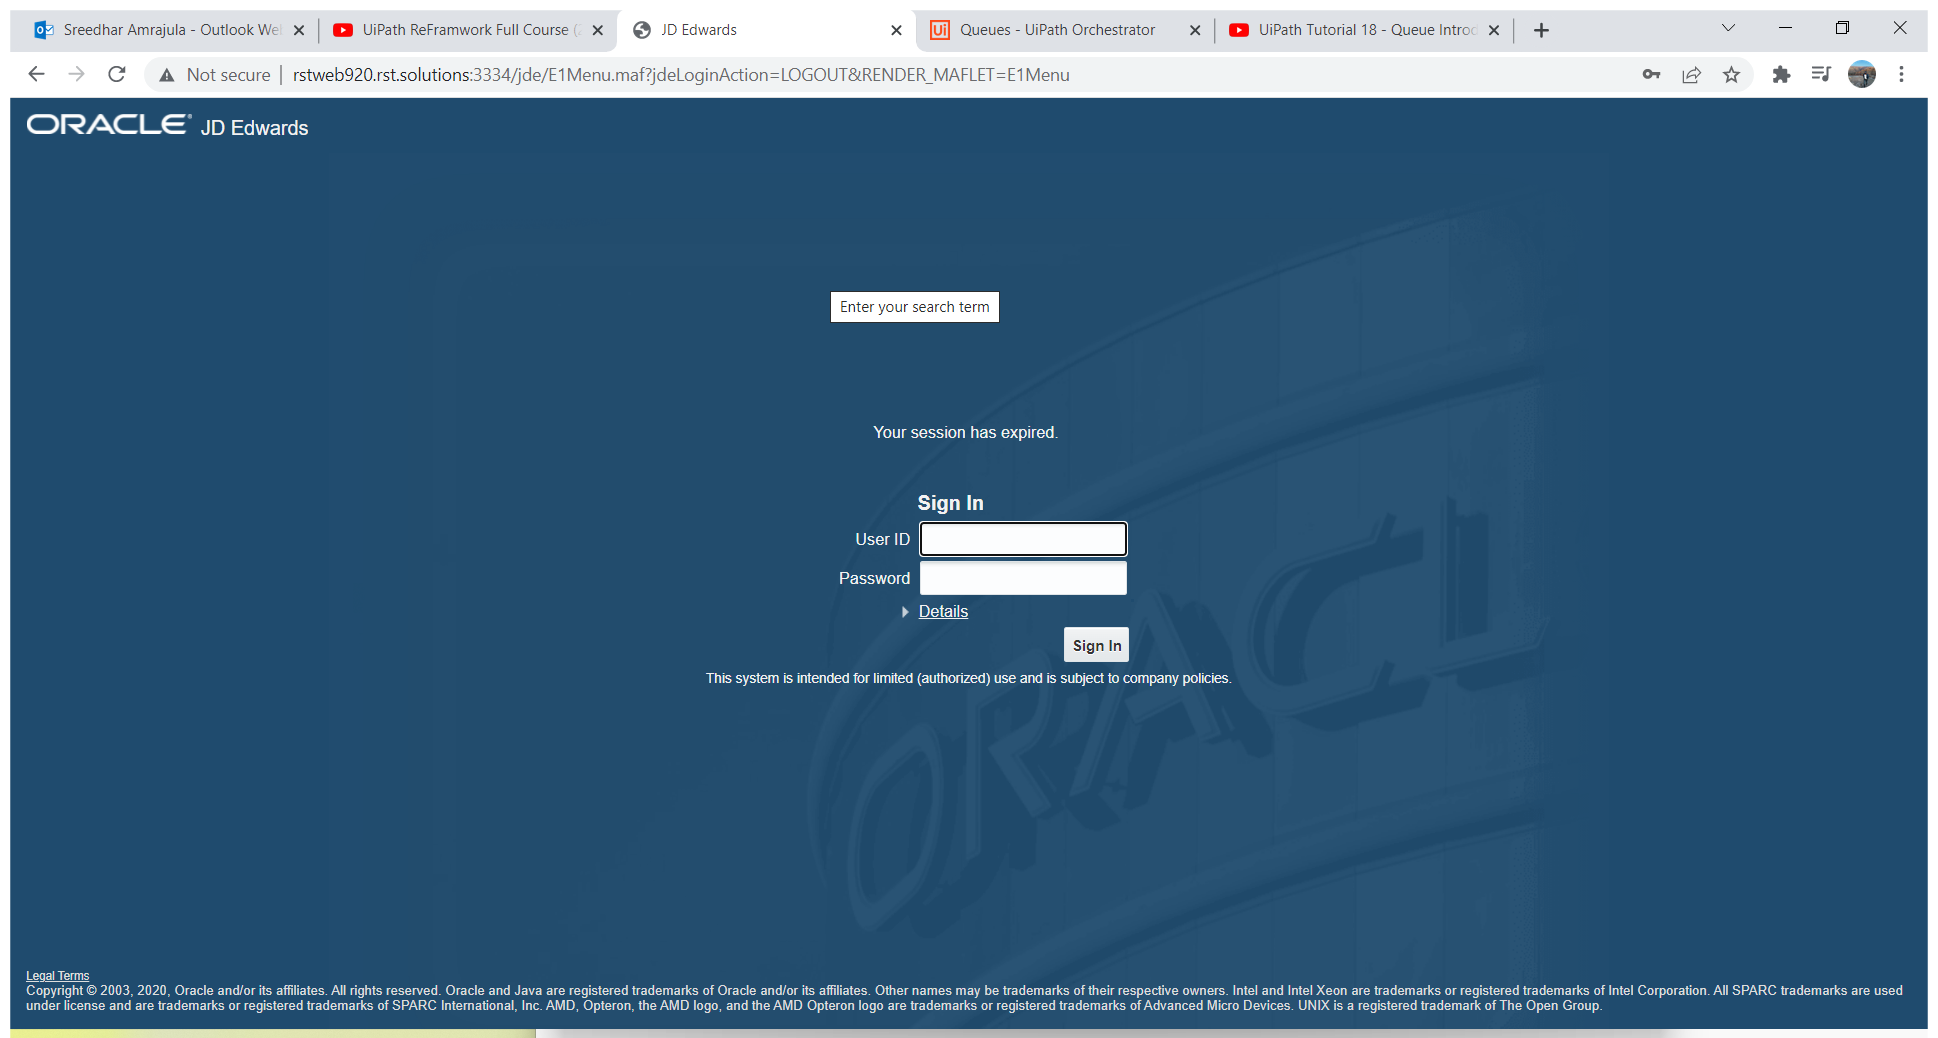 Sreedhar Amrajula - Outlook Wel
UiPath ReFramwork Full Course (
JD Edwards
Queues - UiPath Orchestrator
UiPath Tutorial 18 - Queue Introd
Not secure | rstweb920.rst.solutions:3334/jde/E1Menu.maf?jdeLoginAction=LOGOUT&RENDER_MAFLET=E1Menu
ORACLE® JD Edwards
Enter your search term
Your session has expired.
Sign In
User ID
Password
Details
Sign In
This system is intended for limited (authorized) use and is subject to company policies.
ORACL
Legal Terms
Copyright © 2003, 2020, Oracle and/or its affiliates. All rights reserved. Oracle and Java are registered trademarks of Oracle and/or its affiliates. Other names may be trademarks of their respective owners. Intel and Intel Xeon are trademarks or registered trademarks of Intel Corporation. All SPARC trademarks are used
under license and are trademarks or registered trademarks of SPARC International, Inc. AMD, Opteron, the AMD logo, and the AMD Opteron logo are trademarks or registered trademarks of Advanced Micro Devices. UNIX is a registered trademark of The Open Group.